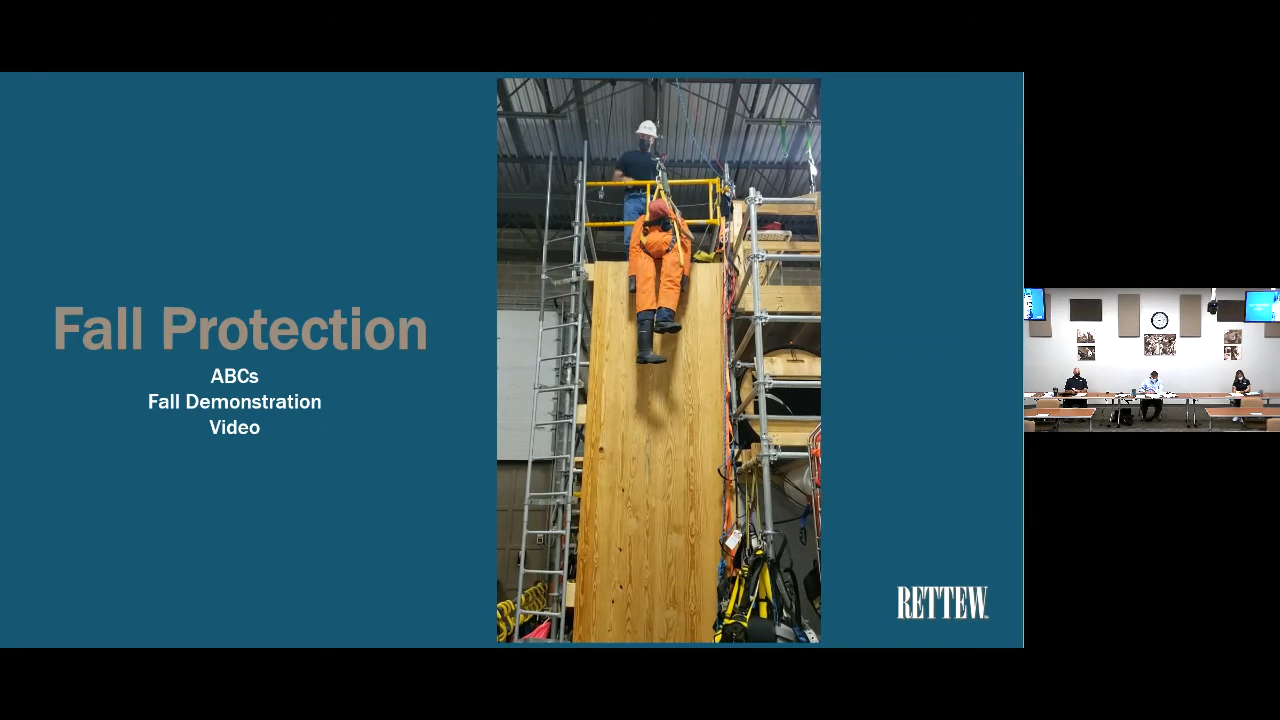 Fall Protection
ABCs
Fall Demonstration
Video
RETTEW